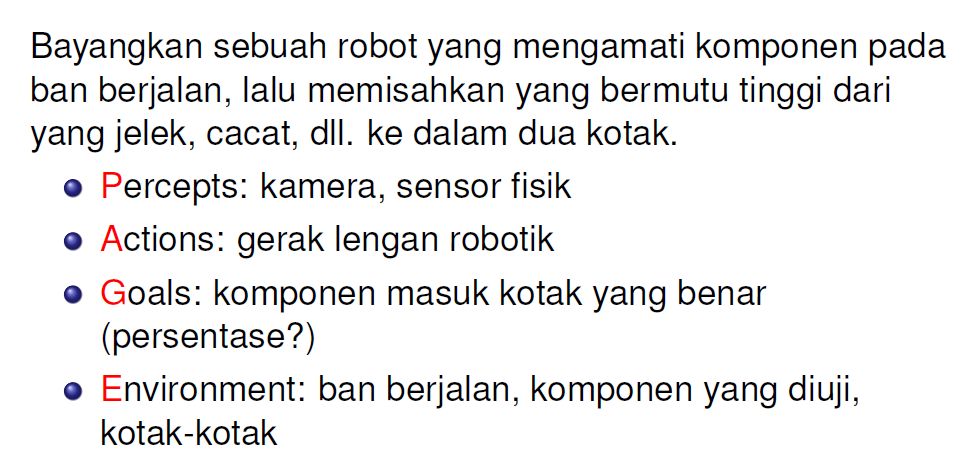 Bayangkan sebuah robot yang mengamati komponen pada
ban berjalan, lalu memisahkan yang bermutu tinggi dari
yang jelek, cacat, dll. ke dalam dua kotak.
Percepts: kamera, sensor fisik
Actions: gerak lengan robotik
Goals: komponen masuk kotak yang benar
(persentase?)
Environment: ban berjalan, komponen yang diuji,
kotak-kotak